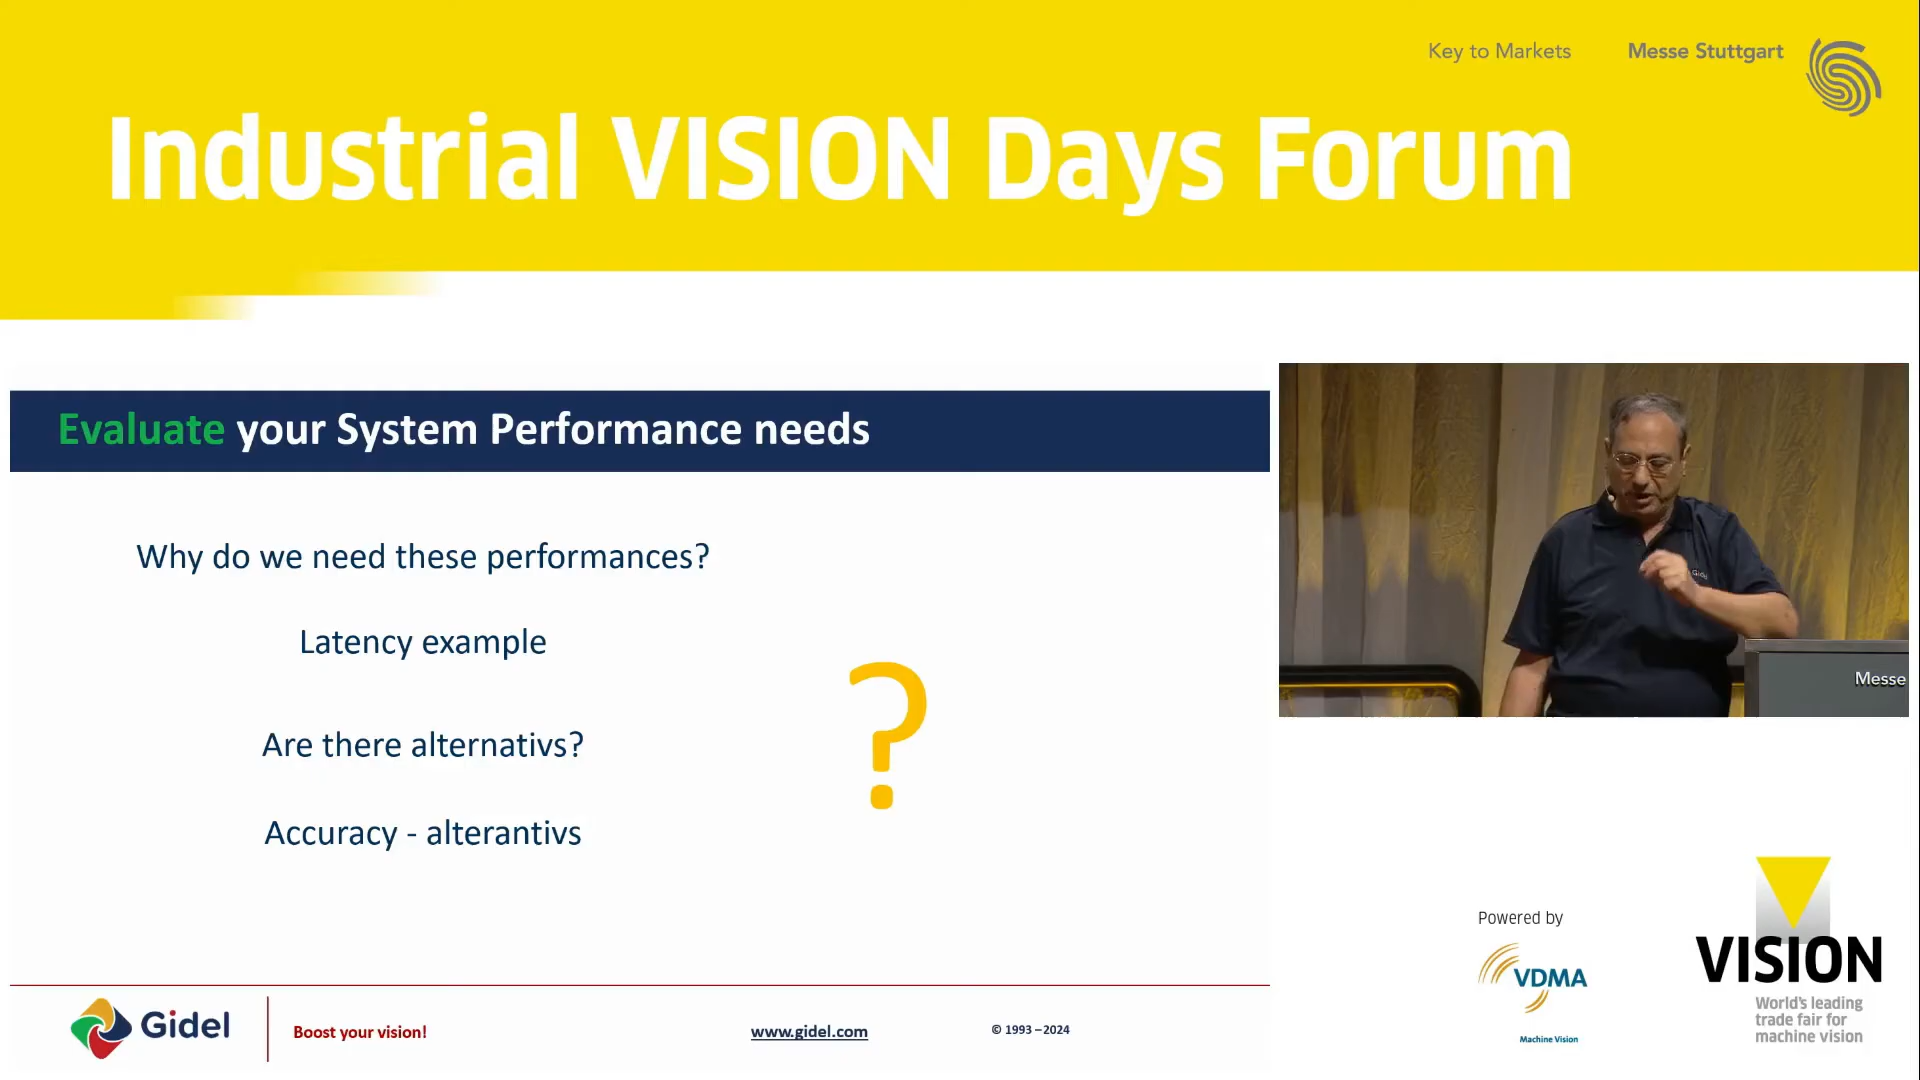 Key to Markets
Messe Stuttgart
Industrial VISION Days Forum
Evaluate your System Performance needs
Why do we need these performances?
Latency example
Are there alternativs?
Accuracy - alterantivs
?
Gidel
Messe
Powered by
VDMA
Machine Vision
VISION
World's leading
trade fair for
machine vision
Gidel
Boost your vision!
www.gidel.com
© 1993 – 2024